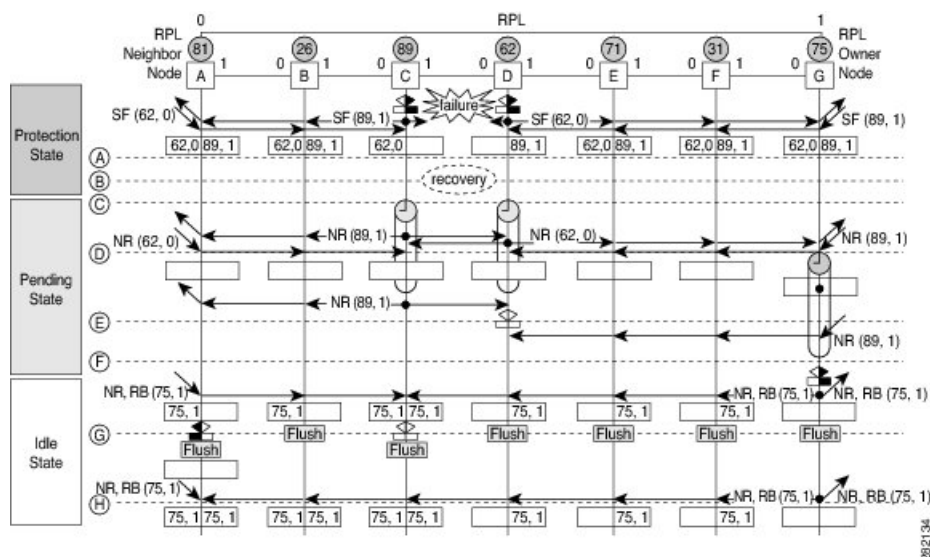 0 RPL 1
RPL Neighbor Node
RPL Owner Node
81 26 89 62 71 31 75
0 1 0 1 0 1 0 1 0 1
A B C D E F G
Protection State
SF (62, 0) SF (89, 1) failure SF (62, 0) SF (89, 1)
62,0 89, 1 62,0 89, 1 62,0 89, 1 62,0 89, 1 62,0 89, 1 62,0 89, 1
A
B recovery
C
Pending State
NR (62, 0) NR (89, 1) NR (62, 0) NR (89, 1)
D
NR (89, 1)
E
NR (89, 1)
F
Idle State
NR, RB (75, 1) NR, RB (75, 1) NR, RB (75, 1)
75, 1 75, 1 75, 1 75, 1 75, 1 75, 1 75, 1
G Flush Flush Flush Flush Flush Flush Flush
NR, RB (75, 1) NR, RB (75, 1) NR, RB (75, 1)
H
75, 1 75, 1 75, 1 75, 1 75, 1 75, 1 75, 1 75, 1 75, 1
282134